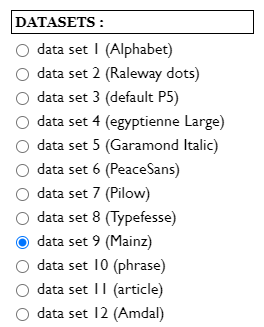 DATASETS :
data set 1 (Alphabet)
data set 2 (Raleway dots)
data set 3 (default P5)
data set 4 (egyptienne Large)
data set 5 (Garamond Italic)
data set 6 (PeaceSans)
data set 7 (Pilow)
data set 8 (Typefesse)
data set 9 (Mainz)
data set 10 (phrase)
data set 11 (article)
data set 12 (Amdal)